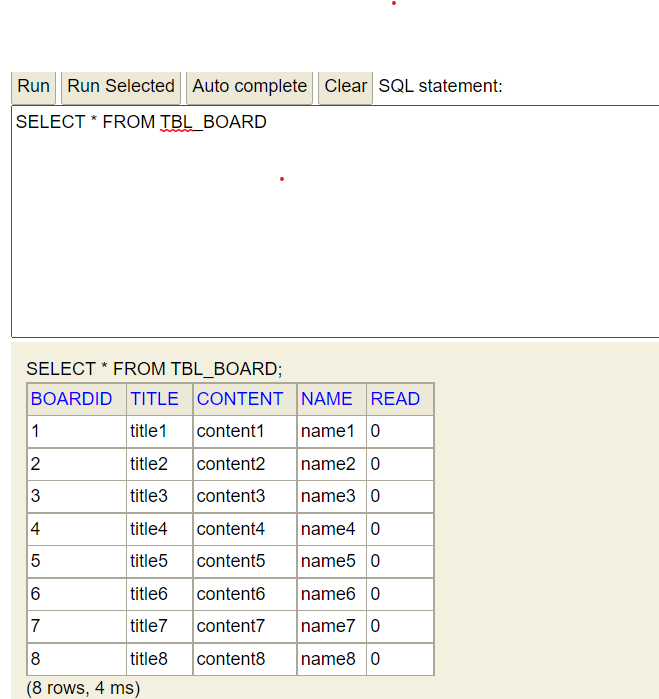 Run Run Selected Auto complete Clear SQL statement:
SELECT * FROM TBL_BOARD
SELECT * FROM TBL_BOARD;
BOARDID TITLE CONTENT NAME READ
1 title1 content1 name1 0
2 title2 content2 name2 0
3 title3 content3 name3 0
4 title4 content4 name4 0
5 title5 content5 name5 0
6 title6 content6 name6 0
7 title7 content7 name7 0
8 title8 content8 name8 0
(8 rows, 4 ms)